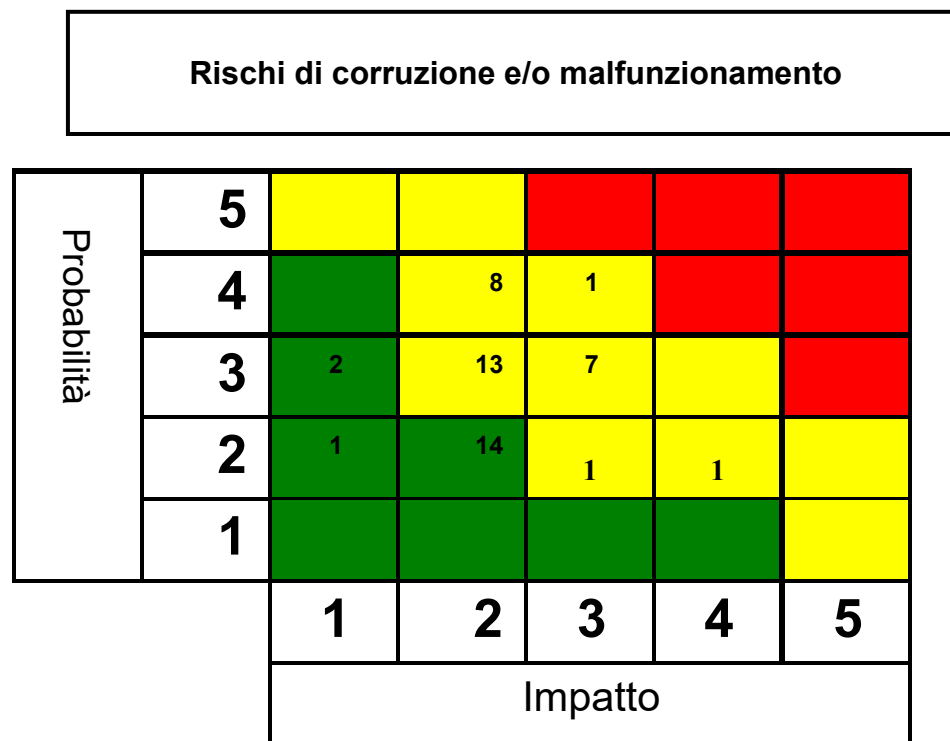 Rischi di corruzione e/o malfunzionamento
Probabilità
5
4 8 1
3 2 13 7
2 1 14 1 1
1
1 2 3 4 5
Impatto